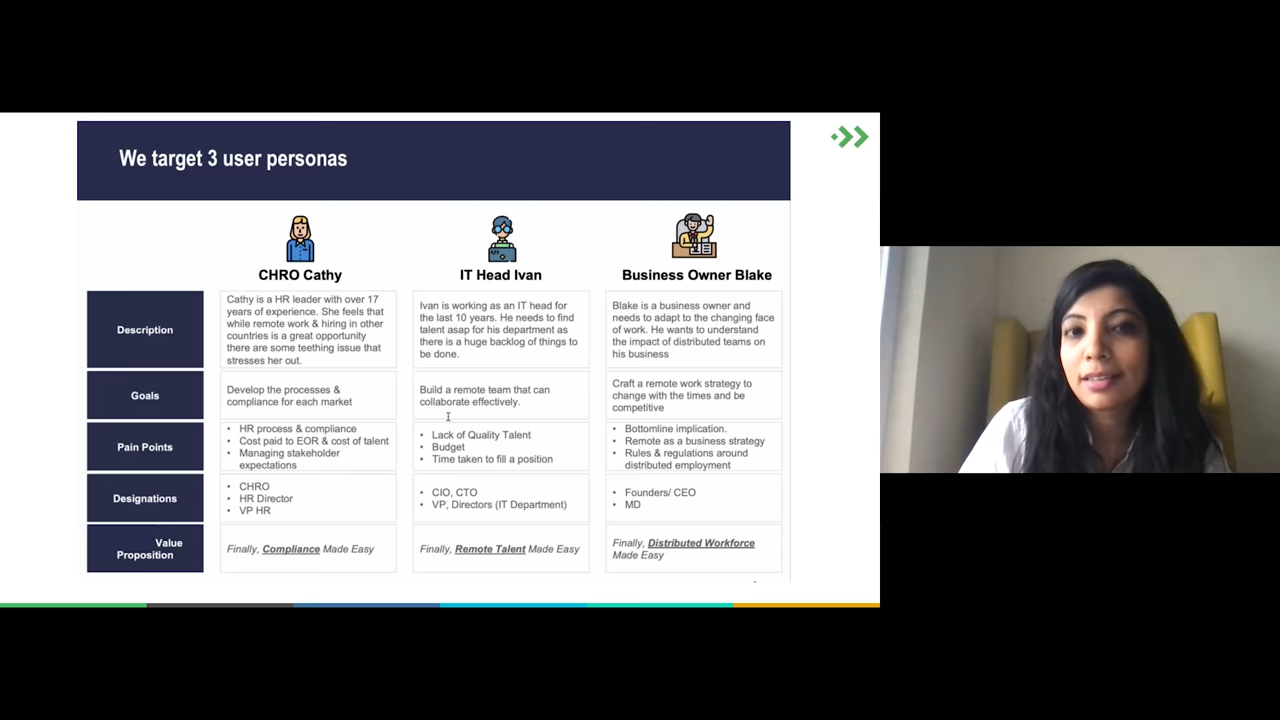 We target 3 user personas
CHRO Cathy
IT Head Ivan
Business Owner Blake
Description
Cathy is a HR leader with over 17
years of experience. She feels that
while remote work & hiring in other
countries is a great opportunity
there are some teething issue that
stresses her out.
Ivan is working as an IT head for
the last 10 years. He needs to find
talent asap for his department as
there is a huge backlog of things to
be done.
Blake is a business owner and
needs to adapt to the changing face
of work. He wants to understand
the impact of distributed teams on
his business
Goals
Develop the processes &
compliance for each market
Build a remote team that can
collaborate effectively.
Craft a remote work strategy to
change with the times and be
competitive
Pain Points
• HR process & compliance
• Cost paid to EOR & cost of talent
• Managing stakeholder
expectations
• Lack of Quality Talent
• Budget
• Time taken to fill a position
• Bottomline implication.
• Remote as a business strategy
• Rules & regulations around
distributed employment
Designations
• CHRO
• HR Director
• VP HR
• CIO, CTO
• VP, Directors (IT Department)
• Founders/ CEO
• MD
Value
Proposition
Finally, Compliance Made Easy
Finally, Remote Talent Made Easy
Finally, Distributed Workforce
Made Easy